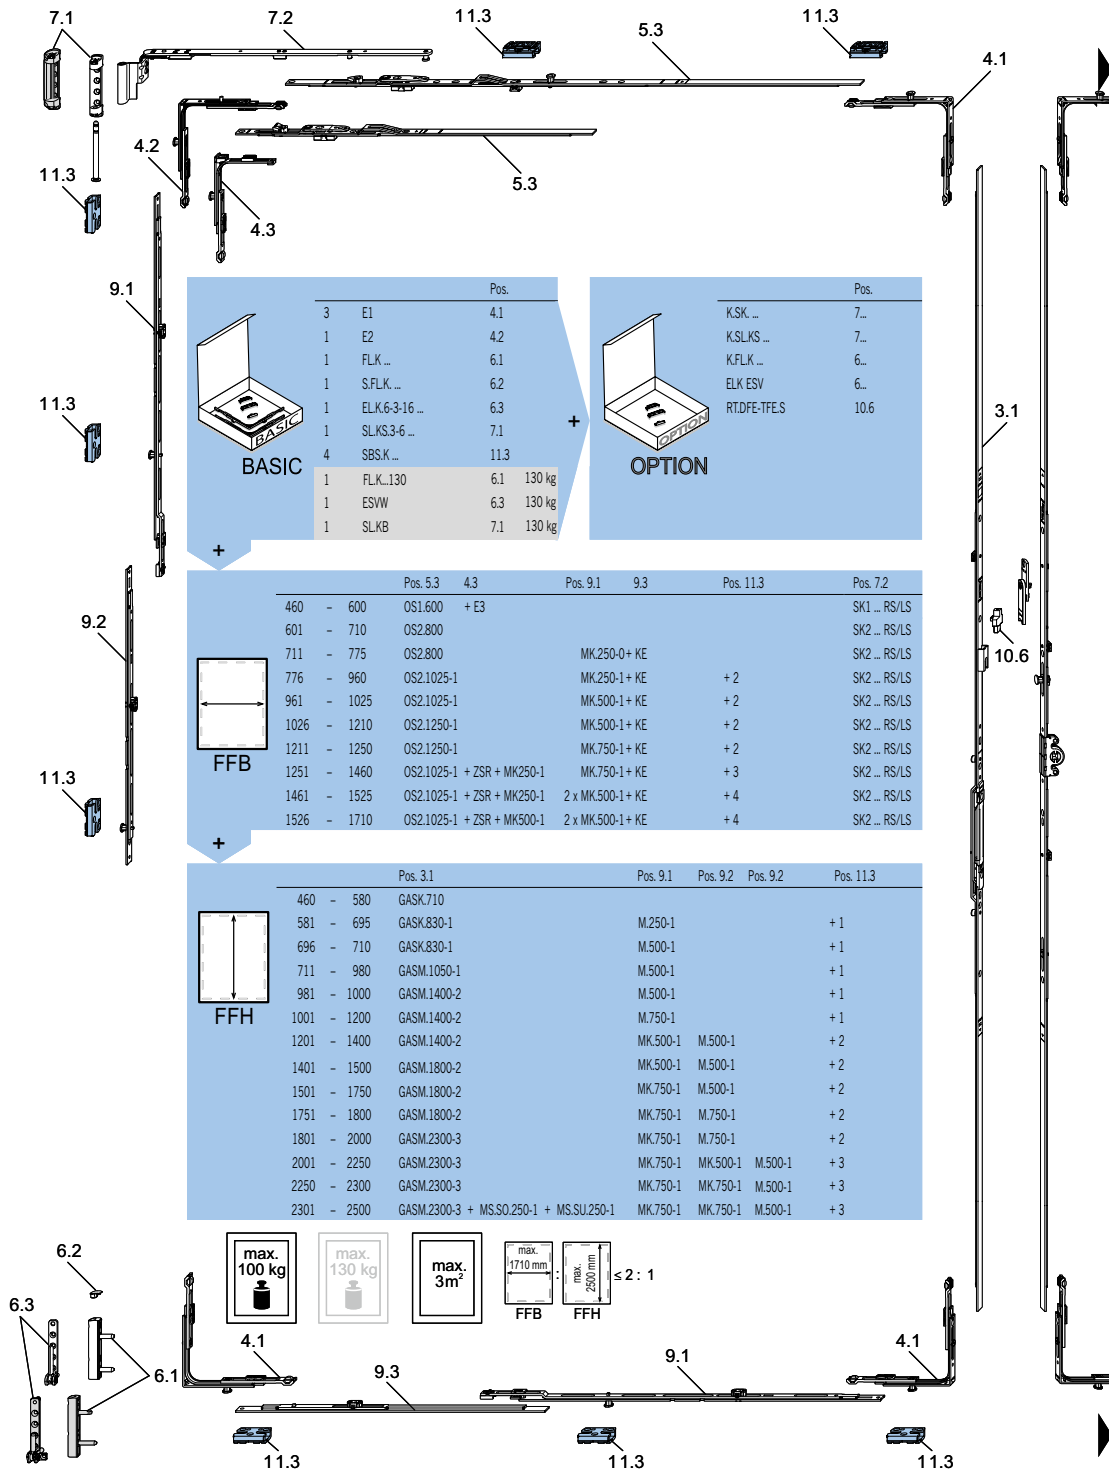 7.1
7.2
11.3
11.3
5.3
4.1
4.2
5.3
11.3
4.3
9.1
11.3
3.1
9.2
10.6
11.3
Pos.
3 E1 4.1
1 E2 4.2
1 FL.K ... 6.1
1 S.FL.K. ... 6.2
1 EL.K.6-3-16 ... 6.3
1 SL.KS.3-6 ... 7.1
4 SBS.K ... 11.3
1 FL.K...130 6.1 130 kg
1 ESVW 6.3 130 kg
1 SL.KB 7.1 130 kg
BASIC
BASIC
+
Pos.
K.SK. ... 7...
K.SL.KS ... 7...
K.FL.K ... 6...
ELK ESV 6...
RT.DFE-TFE.S 10.6
OPTION
OPTION
+
Pos. 5.3 4.3 Pos. 9.1 9.3 Pos. 11.3 Pos. 7.2
460 – 600 OS1.600 + E3 SK1 ... RS/LS
601 – 710 OS2.800 SK2 ... RS/LS
711 – 775 OS2.800 MK.250-0 + KE SK2 ... RS/LS
776 – 960 OS2.1025-1 MK.250-1 + KE + 2 SK2 ... RS/LS
961 – 1025 OS2.1025-1 MK.500-1 + KE + 2 SK2 ... RS/LS
1026 – 1210 OS2.1250-1 MK.500-1 + KE + 2 SK2 ... RS/LS
1211 – 1250 OS2.1250-1 MK.750-1 + KE + 2 SK2 ... RS/LS
1251 – 1460 OS2.1025-1 + ZSR + MK250-1 MK.750-1 + KE + 3 SK2 ... RS/LS
1461 – 1525 OS2.1025-1 + ZSR + MK250-1 2 x MK.500-1 + KE + 4 SK2 ... RS/LS
1526 – 1710 OS2.1025-1 + ZSR + MK500-1 2 x MK.500-1 + KE + 4 SK2 ... RS/LS
FFB
+
Pos. 3.1 Pos. 9.1 Pos. 9.2 Pos. 9.2 Pos. 11.3
460 – 580 GASK.710
581 – 695 GASK.830-1 M.250-1 + 1
696 – 710 GASK.830-1 M.500-1 + 1
711 – 980 GASM.1050-1 M.500-1 + 1
981 – 1000 GASM.1400-2 M.500-1 + 1
1001 – 1200 GASM.1400-2 M.750-1 + 1
1201 – 1400 GASM.1400-2 MK.500-1 M.500-1 + 2
1401 – 1500 GASM.1800-2 MK.500-1 M.500-1 + 2
1501 – 1750 GASM.1800-2 MK.750-1 M.500-1 + 2
1751 – 1800 GASM.1800-2 MK.750-1 M.750-1 + 2
1801 – 2000 GASM.2300-3 MK.750-1 M.750-1 + 2
2001 – 2250 GASM.2300-3 MK.750-1 MK.500-1 M.500-1 + 3
2250 – 2300 GASM.2300-3 MK.750-1 MK.750-1 M.500-1 + 3
2301 – 2500 GASM.2300-3 + MS.SO.250-1 + MS.SU.250-1 MK.750-1 MK.750-1 M.500-1 + 3
FFH
max. 100 kg
max. 130 kg
max. 3m²
max. 1710 mm
FFB
:
max. 2500 mm
FFH
≤ 2 : 1
6.2
6.3
6.1
4.1
9.3
9.1
4.1
11.3
11.3
11.3